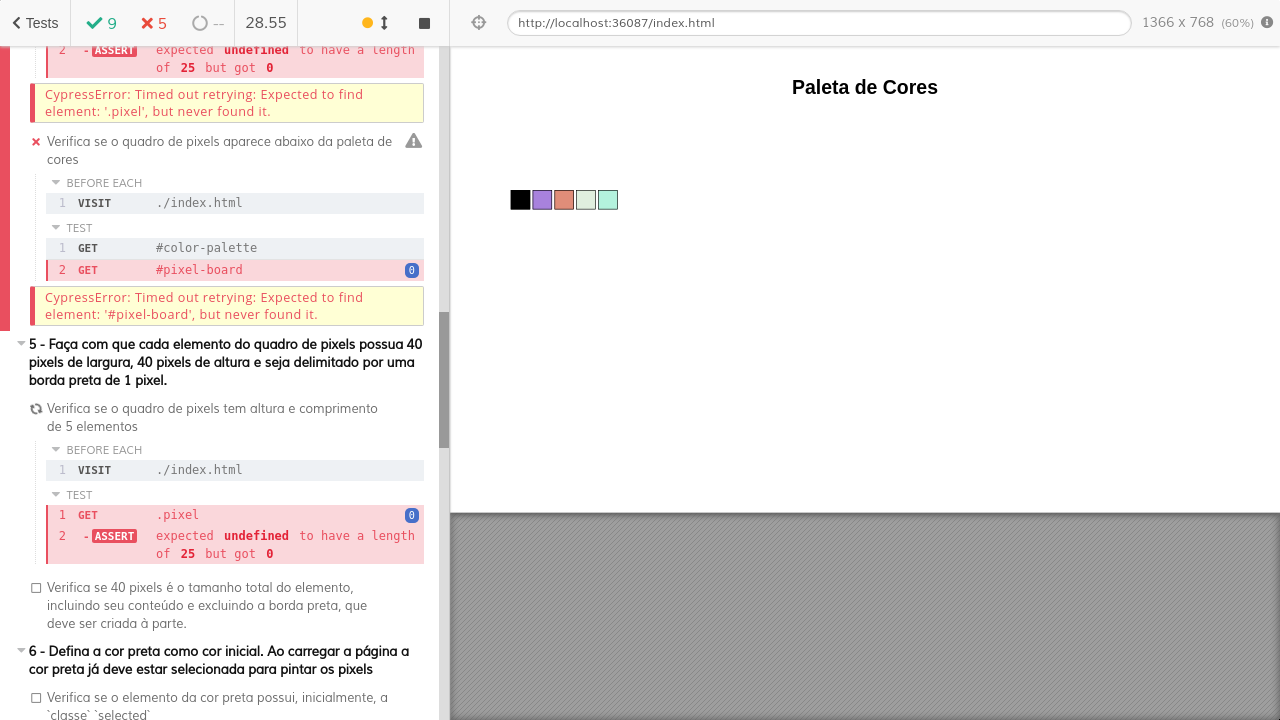 Tests
9
5
--
28.55
http://localhost:36087/index.html
1366 x 768 (60%)
2 -ASSERT expected undefined to have a length
of 25 but got 0
CypressError: Timed out retrying: Expected to find
element: '.pixel', but never found it.
Verifica se o quadro de pixels aparece abaixo da paleta de
cores
BEFORE EACH
1 VISIT ./index.html
TEST
1 GET #color-palette
2 GET #pixel-board 0
CypressError: Timed out retrying: Expected to find
element: '#pixel-board', but never found it.
5 - Faça com que cada elemento do quadro de pixels possua 40
pixels de largura, 40 pixels de altura e seja delimitado por uma
borda preta de 1 pixel.
Verifica se o quadro de pixels tem altura e comprimento
de 5 elementos
BEFORE EACH
1 VISIT ./index.html
TEST
1 GET .pixel 0
2 -ASSERT expected undefined to have a length
of 25 but got 0
Verifica se 40 pixels é o tamanho total do elemento,
incluindo seu conteúdo e excluindo a borda preta, que
deve ser criada à parte.
6 - Defina a cor preta como cor inicial. Ao carregar a página a
cor preta já deve estar selecionada para pintar os pixels
Verifica se o elemento da cor preta possui, inicialmente, a
`classe` `selected`
Paleta de Cores